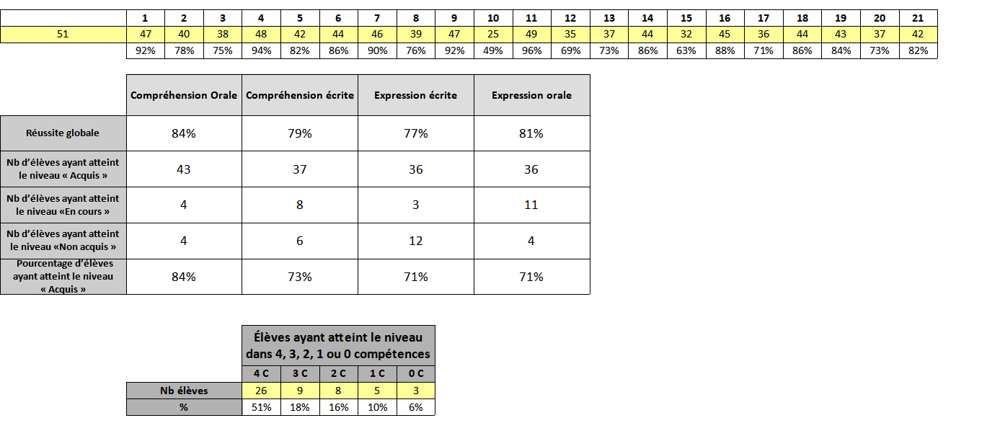 1 2 3 4 5 6 7 8 9 10 11 12 13 14 15 16 17 18 19 20 21
51 47 40 38 48 42 44 46 39 47 25 49 35 37 44 32 45 36 44 43 37 42
92% 78% 75% 94% 82% 86% 90% 76% 92% 49% 96% 69% 73% 86% 63% 88% 71% 86% 84% 73% 82%
Compréhension Orale Compréhension écrite Expression écrite Expression orale
Réussite globale 84% 79% 77% 81%
Nb d’élèves ayant atteint
le niveau « Acquis » 43 37 36 36
Nb d’élèves ayant atteint
le niveau «En cours » 4 8 3 11
Nb d’élèves ayant atteint
le niveau «Non acquis » 4 6 12 4
Pourcentage d’élèves
ayant atteint le niveau 84% 73% 71% 71%
« Acquis »
Élèves ayant atteint le niveau
dans 4, 3, 2, 1 ou 0 compétences
4 C 3 C 2 C 1 C 0 C
Nb élèves 26 9 8 5 3
% 51% 18% 16% 10% 6%